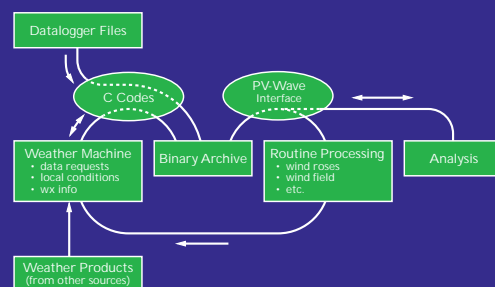 Datalogger Files
C Codes
PV-Wave
Interface
Weather Machine
• data requests
• local conditions
• wx info
Binary Archive
Routine Processing
• wind roses
• wind field
• etc.
Analysis
Weather Products
(from other sources)